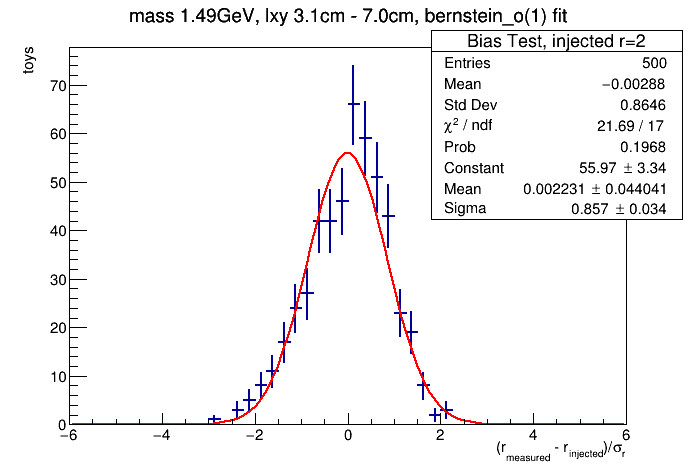 mass 1.49GeV, lxy 3.1cm - 7.0cm, bernstein_o(1) fit
toys
Bias Test, injected r=2
Entries 500
Mean −0.00288
Std Dev 0.8646
χ² / ndf 21.69 / 17
Prob 0.1968
Constant 55.97 ± 3.34
Mean 0.002231 ± 0.044041
Sigma 0.857 ± 0.034
70
60
50
40
30
20
10
0
−6 −4 −2 0 2 4 6
(r_measured - r_injected)/σ_r